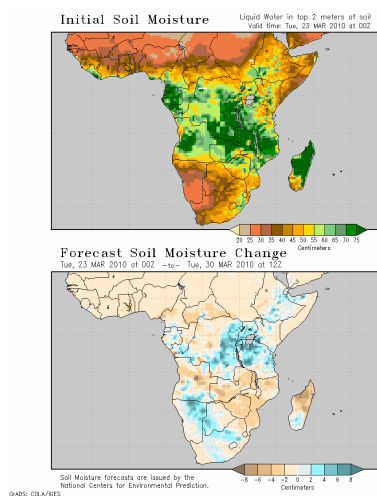 Initial Soil Moisture
Liquid Water in top 2 meters of soil
Valid time: Tue, 23 MAR 2010 at 00Z
20 25 30 35 40 45 50 55 60 65 70 75
Centimeters
Forecast Soil Moisture Change
Tue, 23 MAR 2010 at 00Z -to- Tue, 30 MAR 2010 at 12Z
Soil Moisture forecasts are issued by the
National Centers for Environmental Prediction.
-8 -6 -4 -2 0 2 4 6 8
Centimeters
GrADS: COLA/IGES